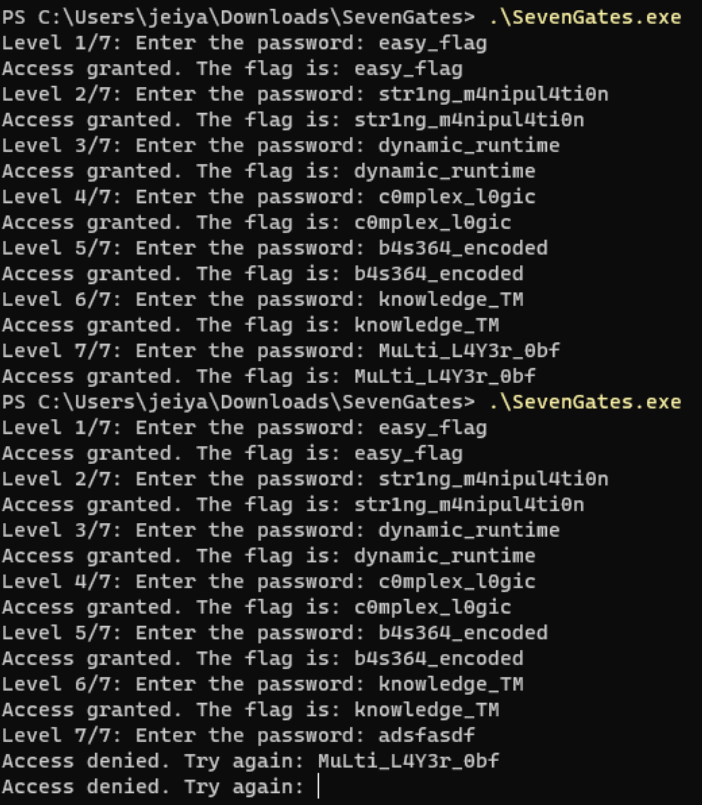 PS C:\Users\jeiya\Downloads\SevenGates> .\SevenGates.exe
Level 1/7: Enter the password: easy_flag
Access granted. The flag is: easy_flag
Level 2/7: Enter the password: str1ng_m4nipul4ti0n
Access granted. The flag is: str1ng_m4nipul4ti0n
Level 3/7: Enter the password: dynamic_runtime
Access granted. The flag is: dynamic_runtime
Level 4/7: Enter the password: c0mplex_l0gic
Access granted. The flag is: c0mplex_l0gic
Level 5/7: Enter the password: b4s364_encoded
Access granted. The flag is: b4s364_encoded
Level 6/7: Enter the password: knowledge_TM
Access granted. The flag is: knowledge_TM
Level 7/7: Enter the password: MuLti_L4Y3r_0bf
Access granted. The flag is: MuLti_L4Y3r_0bf
PS C:\Users\jeiya\Downloads\SevenGates> .\SevenGates.exe
Level 1/7: Enter the password: easy_flag
Access granted. The flag is: easy_flag
Level 2/7: Enter the password: str1ng_m4nipul4ti0n
Access granted. The flag is: str1ng_m4nipul4ti0n
Level 3/7: Enter the password: dynamic_runtime
Access granted. The flag is: dynamic_runtime
Level 4/7: Enter the password: c0mplex_l0gic
Access granted. The flag is: c0mplex_l0gic
Level 5/7: Enter the password: b4s364_encoded
Access granted. The flag is: b4s364_encoded
Level 6/7: Enter the password: knowledge_TM
Access granted. The flag is: knowledge_TM
Level 7/7: Enter the password: adsfasdf
Access denied. Try again: MuLti_L4Y3r_0bf
Access denied. Try again: